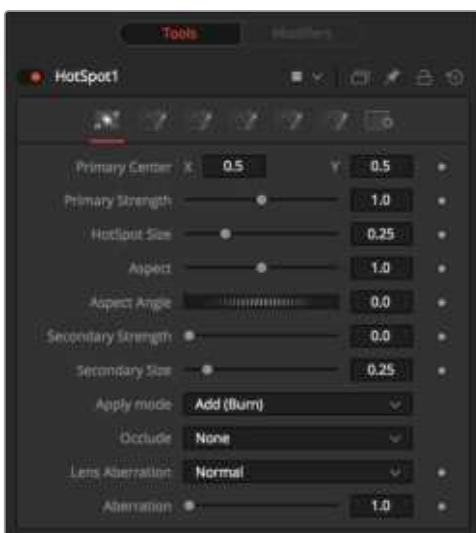 Tools Modifiers
HotSpot1
Primary Center X 0.5 Y 0.5
Primary Strength 1.0
HotSpot Size 0.25
Aspect 1.0
Aspect Angle 0.0
Secondary Strength 0.0
Secondary Size 0.25
Apply mode Add (Burn)
Occlude None
Lens Aberration Normal
Aberration 1.0